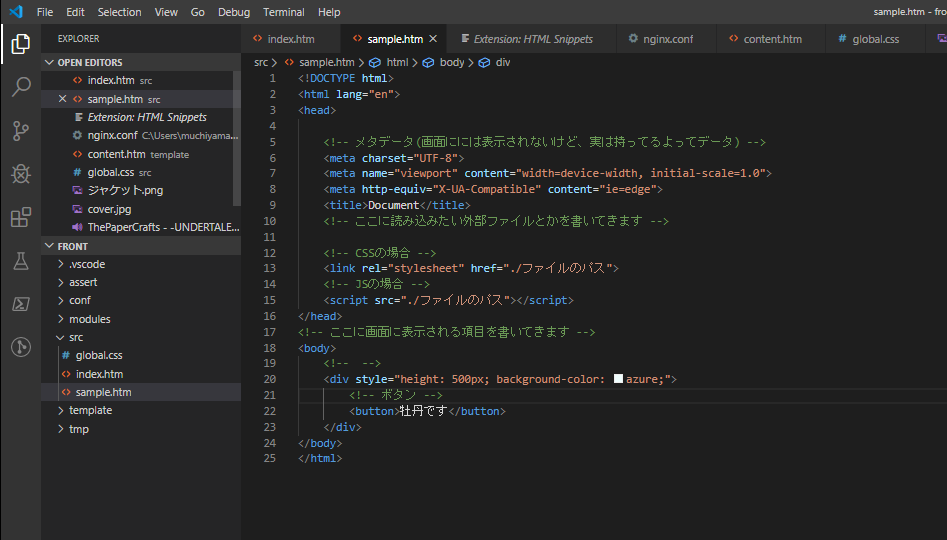 File Edit Selection View Go Debug Terminal Help
sample.htm - fro
EXPLORER
OPEN EDITORS
index.htm src
sample.htm src
Extension: HTML Snippets
nginx.conf C:\Users\muchiyama...
content.htm template
global.css src
ジャケット.png
cover.jpg
ThePaperCrafts - -UNDERTALE...
FRONT
.vscode
assert
conf
modules
src
global.css
index.htm
sample.htm
template
tmp
index.htm
sample.htm
Extension: HTML Snippets
nginx.conf
content.htm
global.css
src > sample.htm > html > body > div
1 <!DOCTYPE html>
2 <html lang="en">
3 <head>
4
5 <!-- メタデータ(画面にには表示されないけど、実は持ってるよってデータ) -->
6 <meta charset="UTF-8">
7 <meta name="viewport" content="width=device-width, initial-scale=1.0">
8 <meta http-equiv="X-UA-Compatible" content="ie=edge">
9 <title>Document</title>
10 <!-- ここに読み込みたい外部ファイルとかを書いてきます -->
11
12 <!-- CSSの場合 -->
13 <link rel="stylesheet" href="./ファイルのパス">
14 <!-- JSの場合 -->
15 <script src="./ファイルのパス"></script>
16 </head>
17 <!-- ここに画面に表示される項目を書いてきます -->
18 <body>
19 <!--  -->
20 <div style="height: 500px; background-color: azure;">
21 <!-- ボタン -->
22 <button>牡丹です</button>
23 </div>
24 </body>
25 </html>